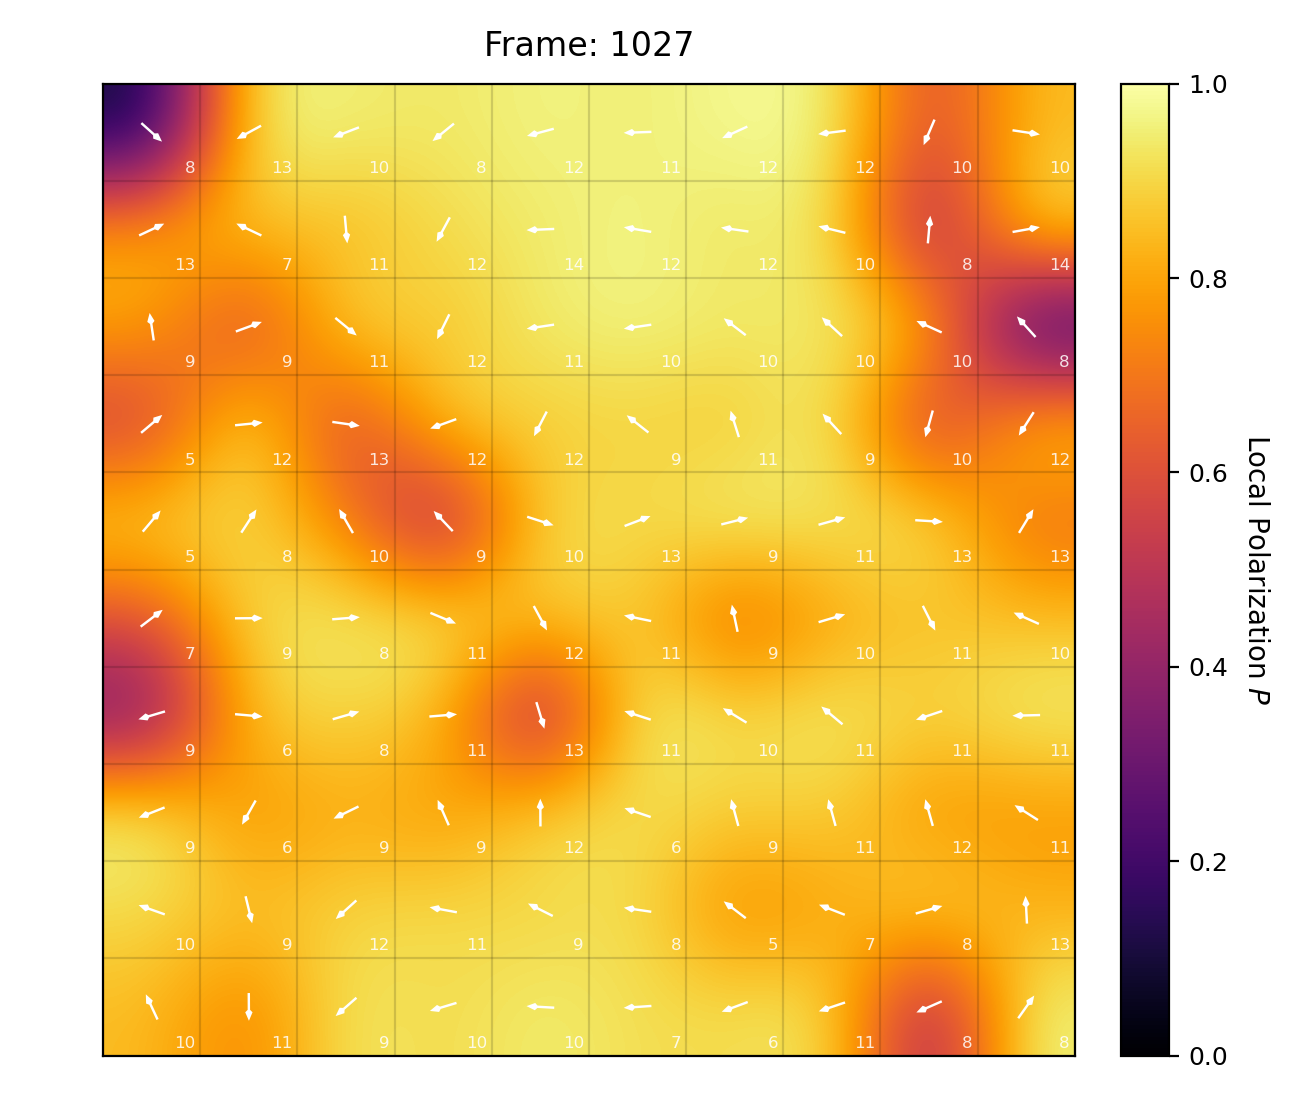 Frame: 1027
8 13 10 8 12 11 12 12 10 10
13 7 11 12 14 12 12 10 8 14
9 9 11 12 11 10 10 10 10 8
5 12 13 12 12 9 11 9 10 12
5 8 10 9 10 13 9 11 13 13
7 9 8 11 12 11 9 10 11 10
9 6 8 11 13 11 10 11 11 11
9 6 9 9 12 6 9 11 12 11
10 9 12 11 9 8 5 7 8 13
10 11 9 10 10 7 6 11 8 8
1.0
0.8
0.6
0.4
0.2
0.0
Local Polarization P